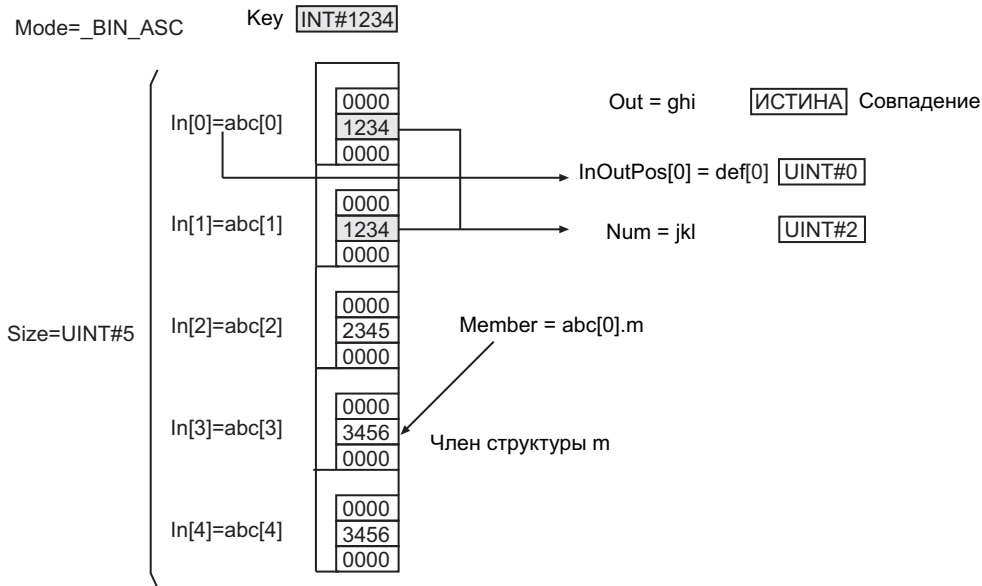 Mode=_BIN_ASC
Key INT#1234
Size=UINT#5
In[0]=abc[0]
0000
1234
0000
In[1]=abc[1]
0000
1234
0000
In[2]=abc[2]
0000
2345
0000
In[3]=abc[3]
0000
3456
0000
In[4]=abc[4]
0000
3456
0000
Out = ghi ИСТИНА Совпадение
InOutPos[0] = def[0] UINT#0
Num = jkl UINT#2
Member = abc[0].m
Член структуры m